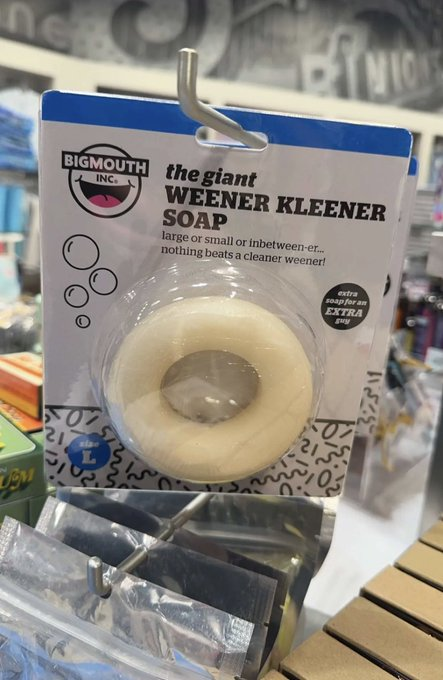 BIGMOUTH
INC.
the giant
WEENER KLEENER
SOAP
large or small or inbetween-er...
nothing beats a cleaner weener!
extra
soap for an
EXTRA
guy
size
L